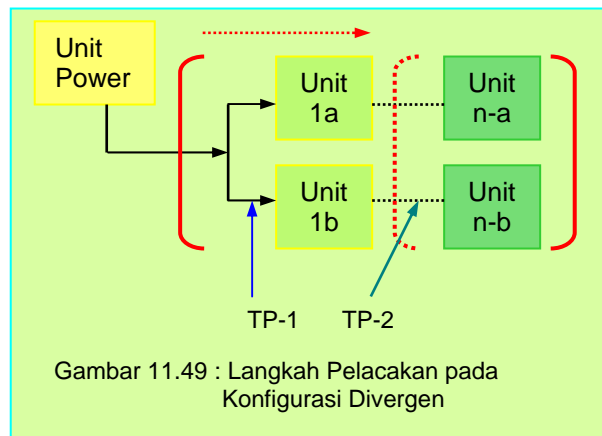 Unit
Power
Unit
1a
Unit
n-a
Unit
1b
Unit
n-b
TP-1
TP-2
Gambar 11.49 : Langkah Pelacakan pada
Konfigurasi Divergen